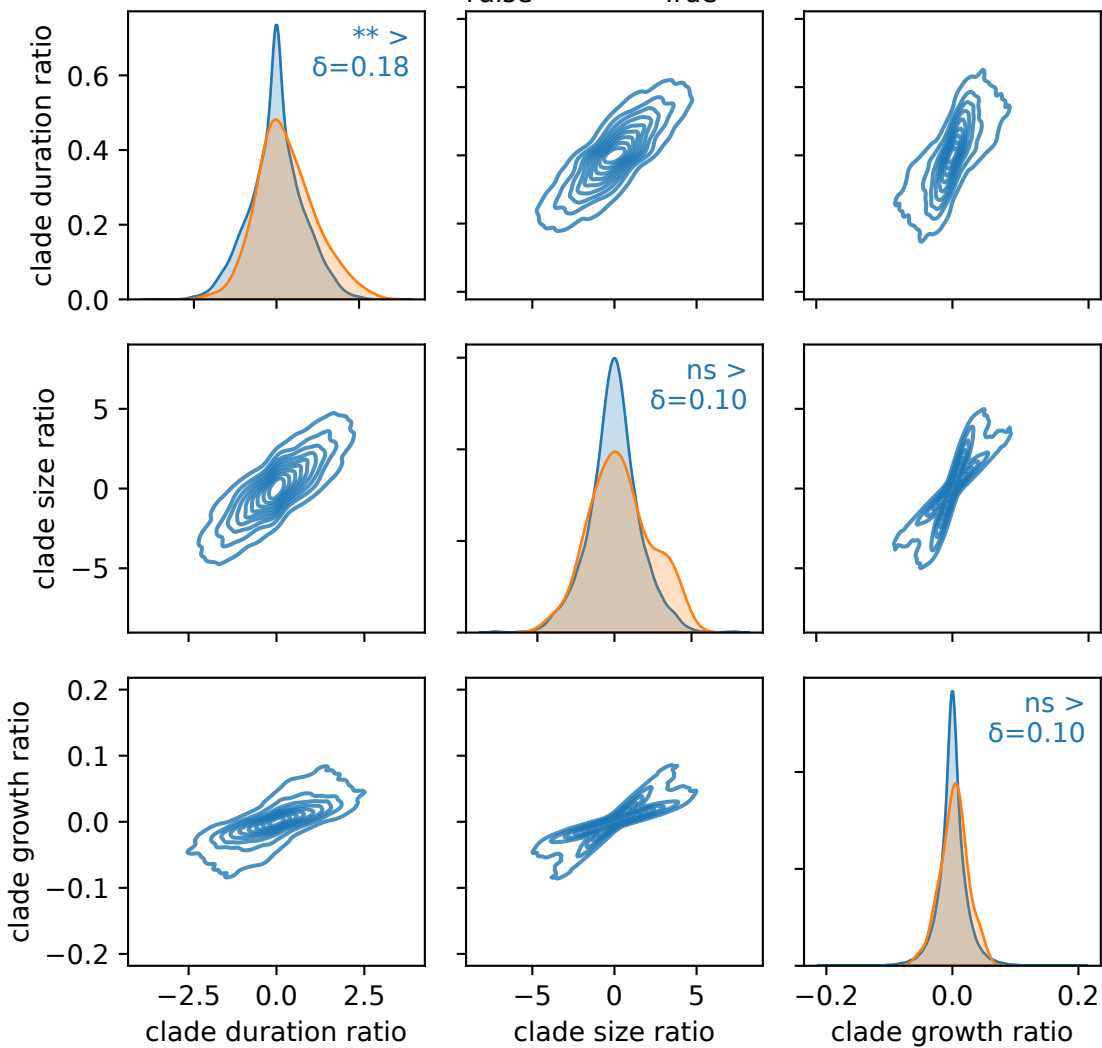 False True
clade duration ratio
0.6
0.4
0.2
0.0
** >
δ=0.18
clade size ratio
5
0
−5
ns >
δ=0.10
clade growth ratio
0.2
0.1
0.0
−0.1
−0.2
ns >
δ=0.10
−2.5 0.0 2.5
−5 0 5
−0.2 0.0 0.2
clade duration ratio
clade size ratio
clade growth ratio